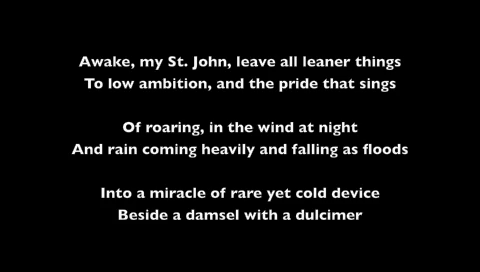 Awake, my St. John, leave all leaner things
To low ambition, and the pride that sings
Of roaring, in the wind at night
And rain coming heavily and falling as floods
Into a miracle of rare yet cold device
Beside a damsel with a dulcimer